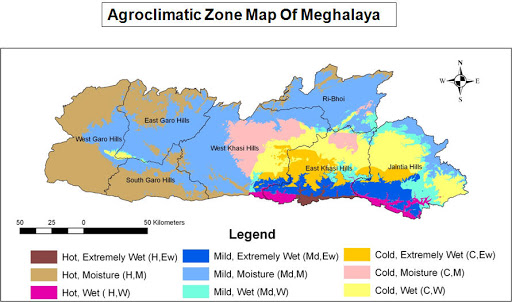 Agroclimatic Zone Map Of Meghalaya
N
W E
S
Ri-Bhoi
East Garo Hills
West Garo Hills
West Khasi Hills
Jaintia Hills
East Khasi Hills
South Garo Hills
50 25 0 50 Kilometers
Legend
Hot, Extremely Wet (H,Ew)
Hot, Moisture (H,M)
Hot, Wet ( H,W)
Mild, Extremely Wet (Md,Ew)
Mild, Moisture (Md,M)
Mild, Wet (Md,W)
Cold, Extremely Wet (C,Ew)
Cold, Moisture (C,M)
Cold, Wet (C,W)